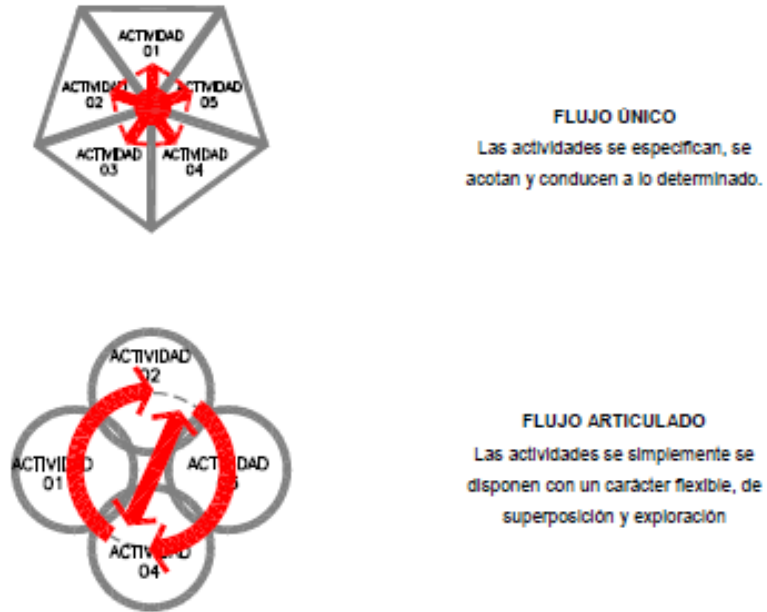 ACTIVIDAD
01
ACTIVIDAD
02
ACTIVIDAD
05
ACTIVIDAD
03
ACTIVIDAD
04
FLUJO ÚNICO
Las actividades se especifican, se
acotan y conducen a lo determinado.
ACTIVIDAD
02
ACTIVIDAD
01
ACTIVIDAD
ACTIVIDAD
04
FLUJO ARTICULADO
Las actividades se simplemente se
disponen con un carácter flexible, de
superposición y exploración